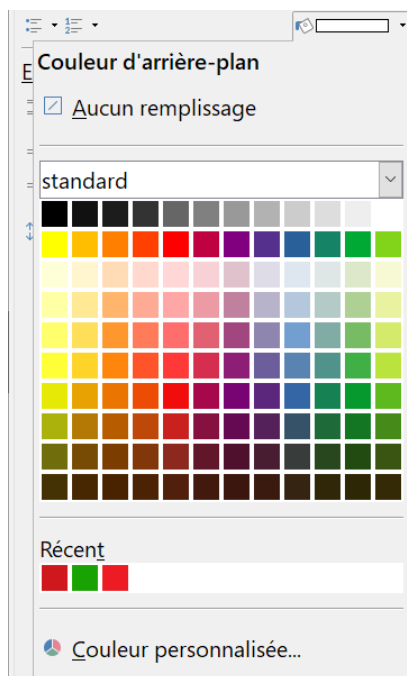 E
Couleur d'arrière-plan
Aucun remplissage
standard
Récent
Couleur personnalisée...